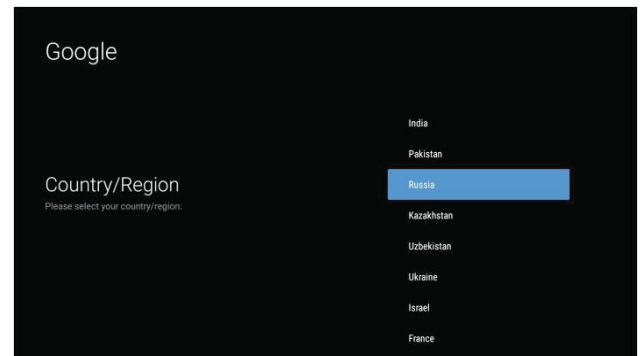 Google
Country/Region
Please select your country/region:
India
Pakistan
Russia
Kazakhstan
Uzbekistan
Ukraine
Israel
France